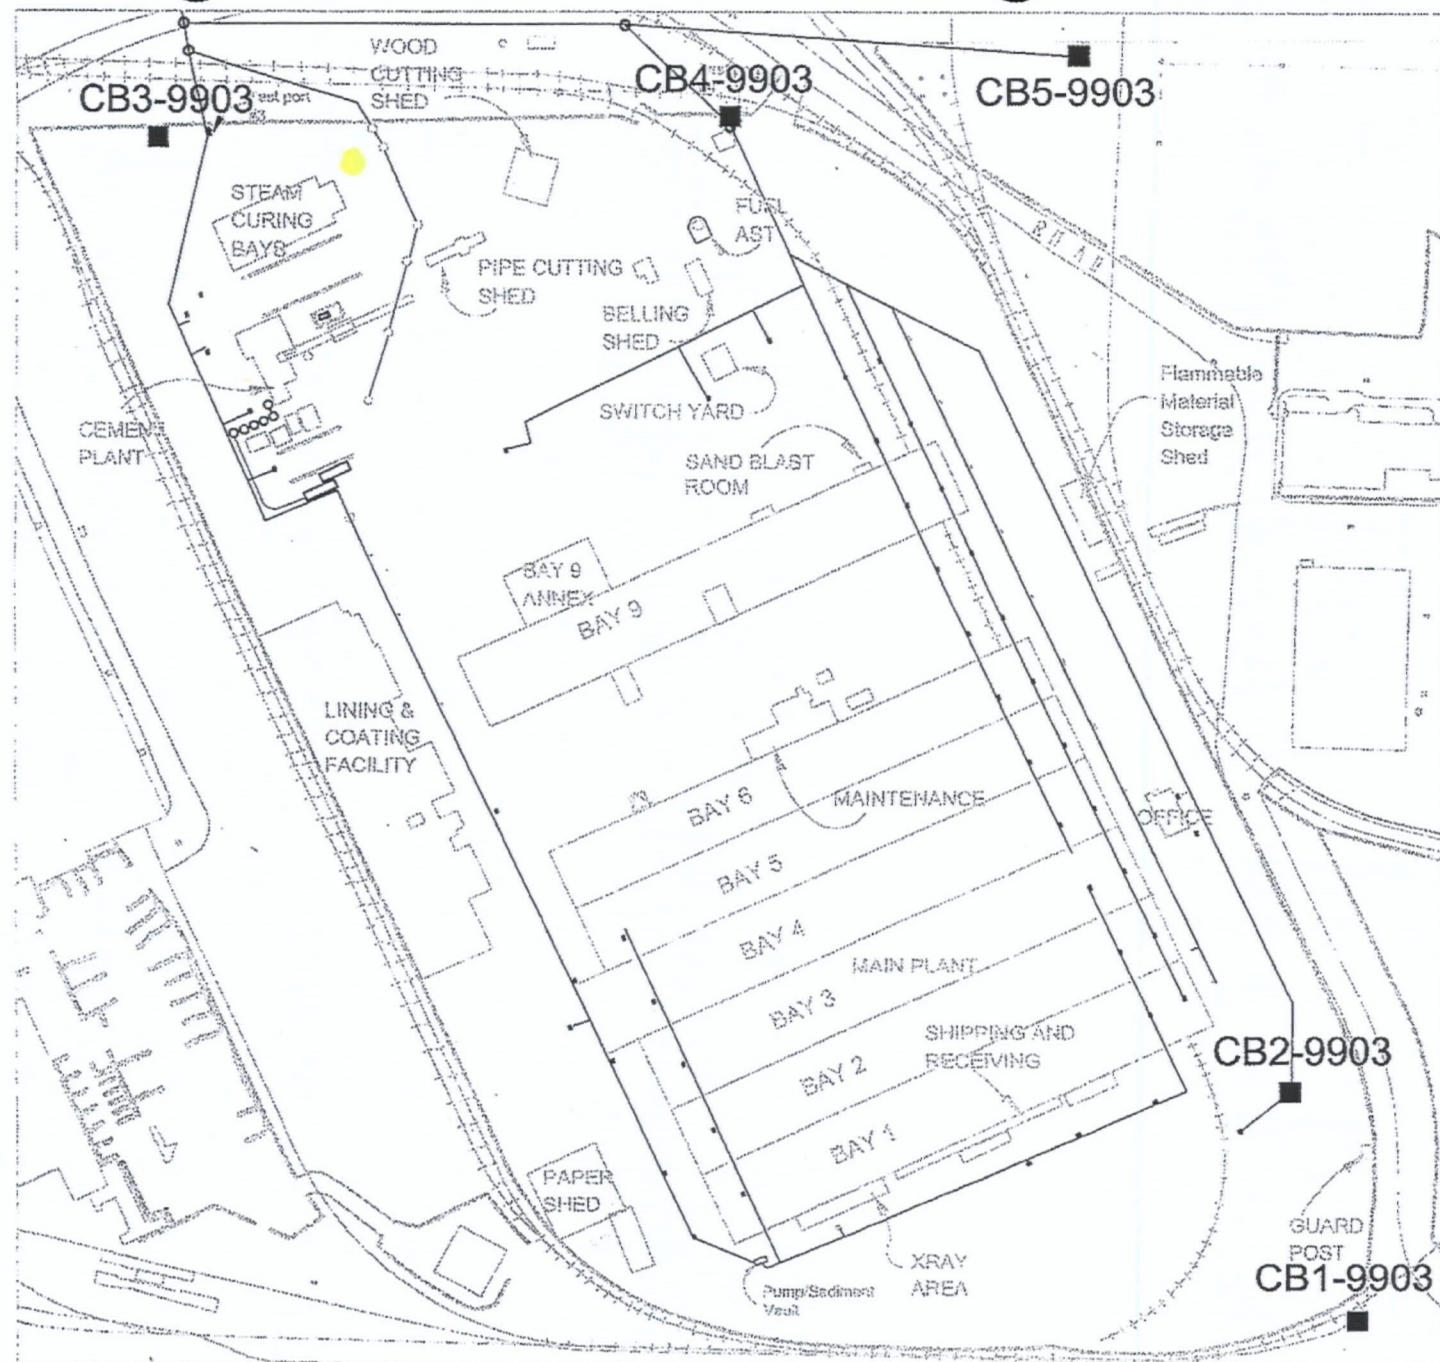 WOOD
CUTTING
SHED
CB3-9903
CB4-9903
CB5-9903
STEAM
CURING
BAYS
FUEL
AST
ROAD
PIPE CUTTING
SHED
BELLING
SHED
SWITCH YARD
Flammable
Material
Storage
Shed
CEMENT
PLANT
SAND BLAST
ROOM
BAY 9
ANNEX
BAY 9
LINING &
COATING
FACILITY
BAY 6
MAINTENANCE
OFFICE
BAY 5
BAY 4
MAIN PLANT
BAY 3
SHIPPING AND
RECEIVING
CB2-9903
BAY 2
BAY 1
PAPER
SHED
GUARD
POST
XRAY
AREA
CB1-9903
Pump/Sediment
Vault